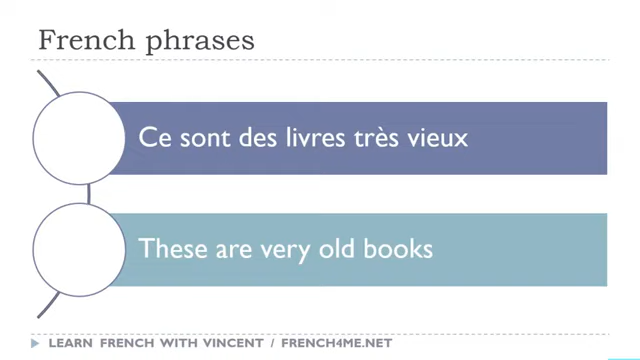 French phrases
Ce sont des livres très vieux
These are very old books
LEARN FRENCH WITH VINCENT / FRENCH4ME.NET